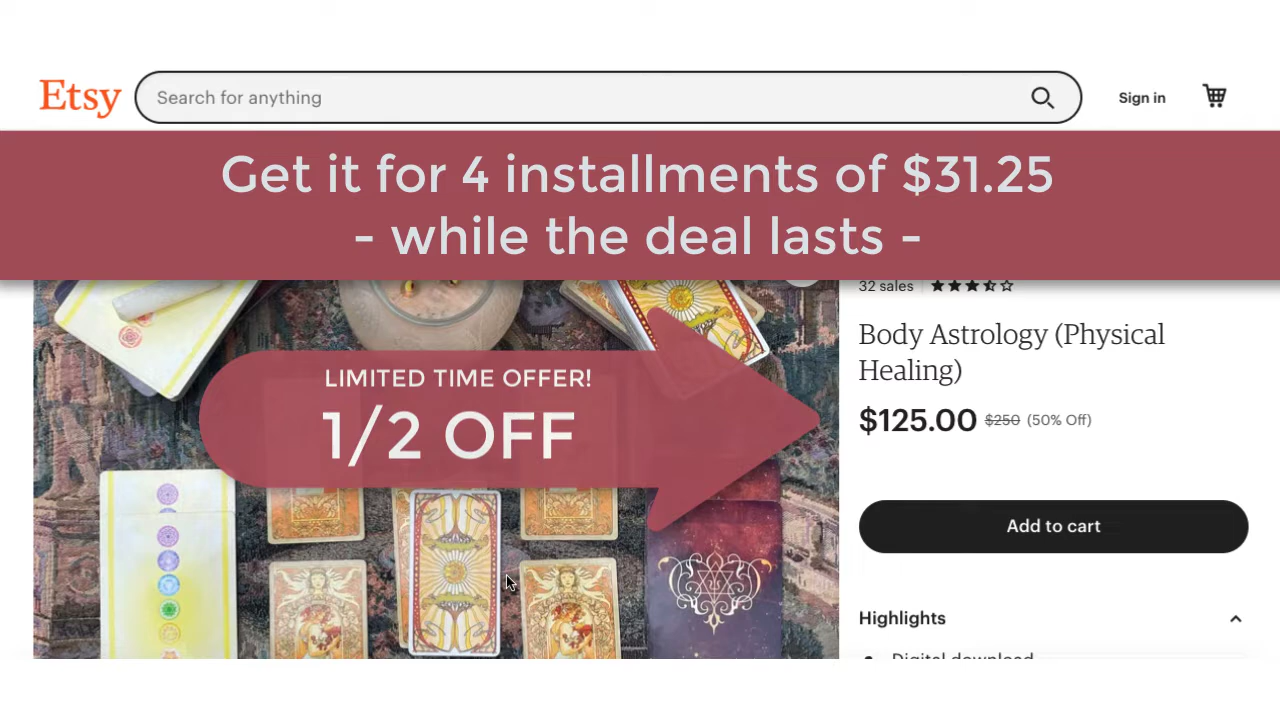 Etsy
Search for anything
Sign in
Get it for 4 installments of $31.25
- while the deal lasts -
32 sales
Body Astrology (Physical
Healing)
$125.00 $250 (50% Off)
LIMITED TIME OFFER!
1/2 OFF
Add to cart
Highlights
Digital download